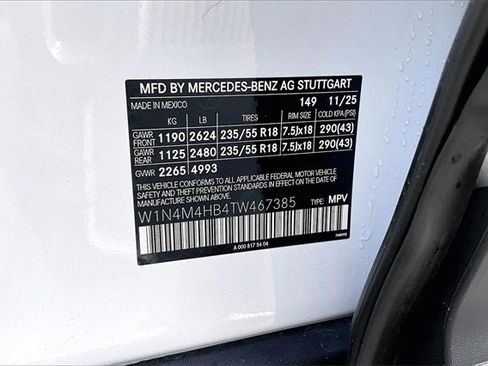 MFD BY MERCEDES-BENZ AG STUTTGART
MADE IN MEXICO 149 11/25
KG LB TIRES RIM SIZE COLD KPA(PSI)
GAWR FRONT 1190 2624 235/55 R18 7.5Jx18 290(43)
GAWR REAR 1125 2480 235/55 R18 7.5Jx18 290(43)
GVWR 2265 4993
THIS VEHICLE CONFORMS TO ALL APPLICABLE
FEDERAL MOTOR VEHICLE
SAFETY AND THEFT PREVENTION STANDARDS IN EFFECT ON THE
DATE OF MANUFACTURE SHOWN ABOVE.
W1N4M4HB4TW467385 TYPE: MPV
A 000 817 54 04